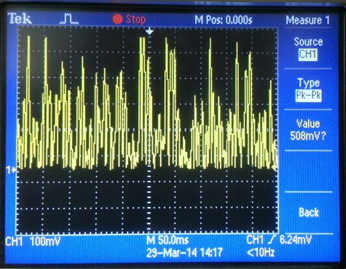 Tek Stop M Pos: 0.000s Measure 1
Source
CH1
Type
Pk-Pk
Value
508mV?
1+
Back
CH1 100mV M 50.0ms CH1 / 6.24mV
29-Mar-14 14:17 <10Hz